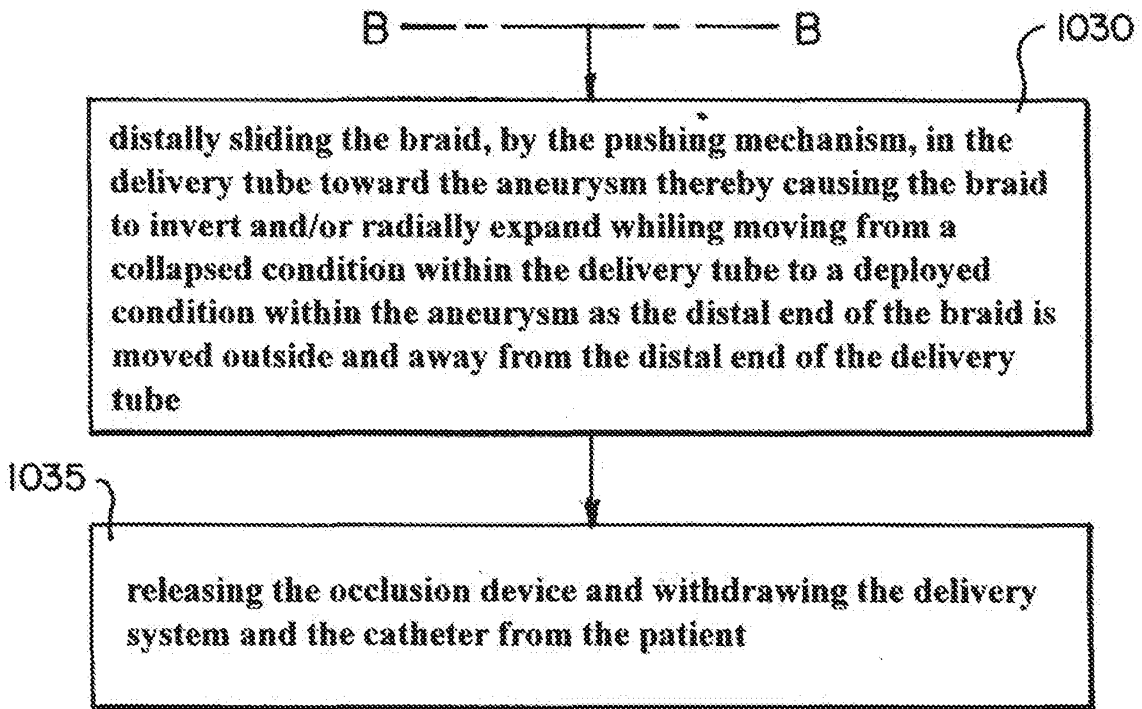 B B
1030
distally sliding the braid, by the pushing mechanism, in the
delivery tube toward the aneurysm thereby causing the braid
to invert and/or radially expand whiling moving from a
collapsed condition within the delivery tube to a deployed
condition within the aneurysm as the distal end of the braid is
moved outside and away from the distal end of the delivery
tube
1035
releasing the occlusion device and withdrawing the delivery
system and the catheter from the patient